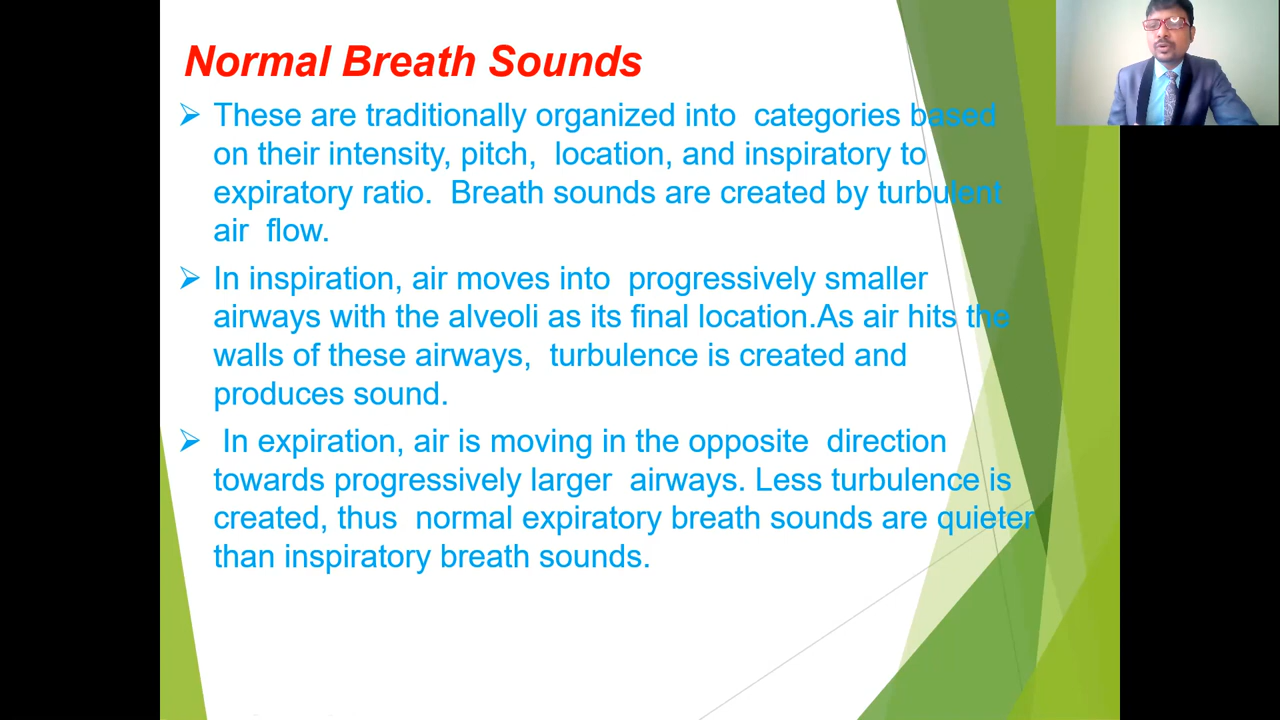 Normal Breath Sounds
These are traditionally organized into categories based
on their intensity, pitch, location, and inspiratory to
expiratory ratio. Breath sounds are created by turbulent
air flow.
In inspiration, air moves into progressively smaller
airways with the alveoli as its final location.As air hits the
walls of these airways, turbulence is created and
produces sound.
In expiration, air is moving in the opposite direction
towards progressively larger airways. Less turbulence is
created, thus normal expiratory breath sounds are quieter
than inspiratory breath sounds.